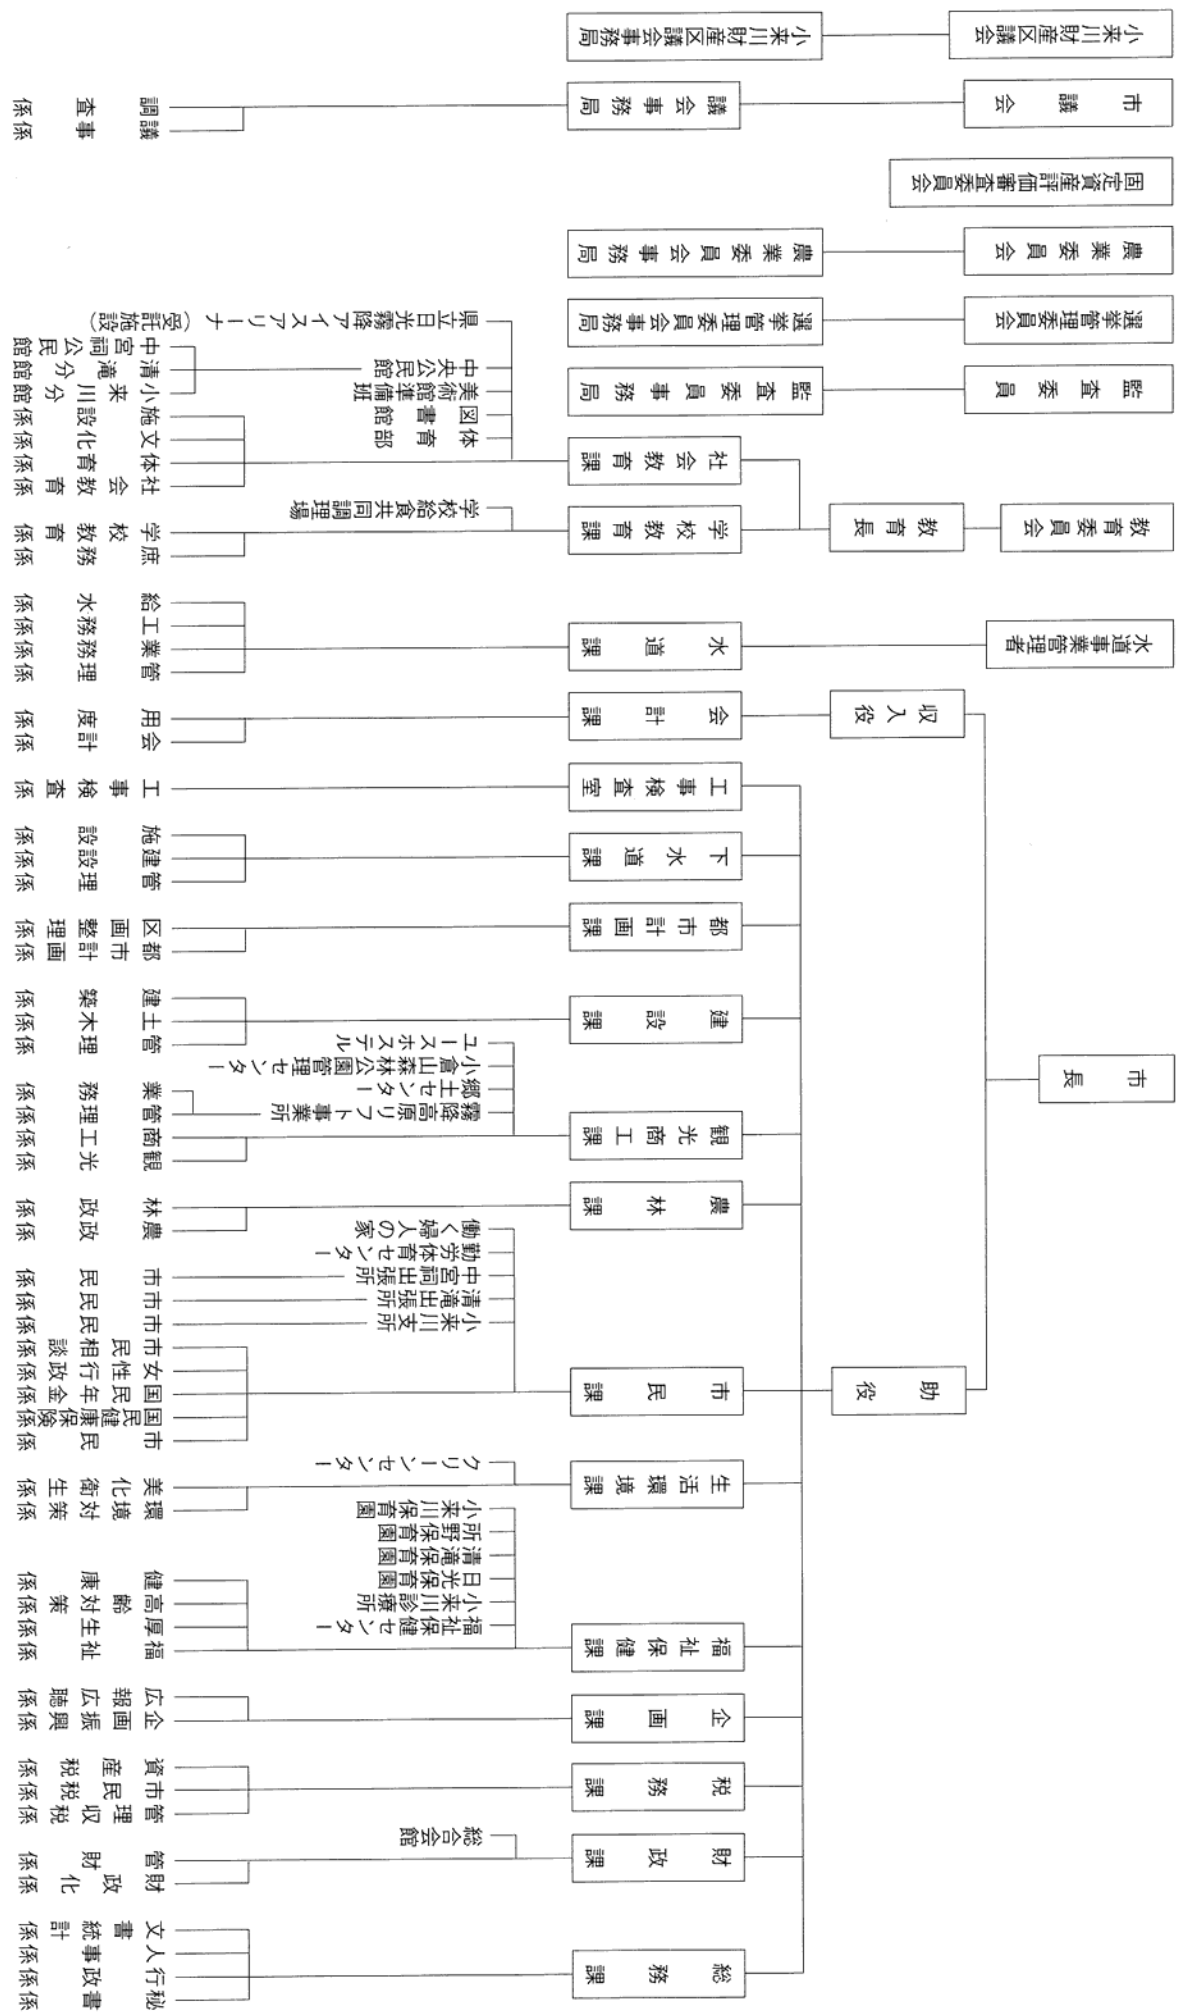 市長
助役
収入役
水道事業管理者
教育委員会
教育長
監査委員
選挙管理委員会
農業委員会
固定資産評価審査委員会
市議会
小来川財産区議会
総務課
秘書係
行政係
人事係
文書統計係
財政課
総合会館
財政化係
管財係
税務課
管理収税係
市民税係
資産税係
企画課
企画振興係
広報広聴係
福祉保健課
福祉保健センター
小来川診療所
日光保育園
清滝保育園
所野保育園
小来川保育園
福祉係
厚生係
高齢対策係
健康係
生活環境課
クリーンセンター
環境対策係
美化衛生係
市民課
小来川支所
清滝出張所
中宮祠出張所
勤労体育センター
働く婦人の家
市民係
国民健康保険係
国民年金係
女性行政係
市民相談係
市民係
市民係
市民係
農林課
農政係
林政係
観光商工課
霧降高原リフト事業所
郷土センター
小倉山森林公園管理センター
ユースホステル
観光係
商工係
管理係
業務係
建設課
管理係
土木係
建築係
都市計画課
都市計画係
区画整理係
下水道課
管理係
建設係
施設係
工事検査室
工事検査係
会計課
会計係
用度係
水道課
管理係
業務係
工務係
給水係
学校教育課
学校給食共同調理場
庶務係
学校教育係
社会教育課
体育部
図書館
美術館準備班
中央公民館
県立日光霧降アイスアリーナ(受託施設)
社会教育係
体育係
文化係
施設係
小来川分館
清滝分館
中宮祠公民館
監査委員事務局
選挙管理委員会事務局
農業委員会事務局
議会事務局
議事係
調査係
小来川財産区議会事務局